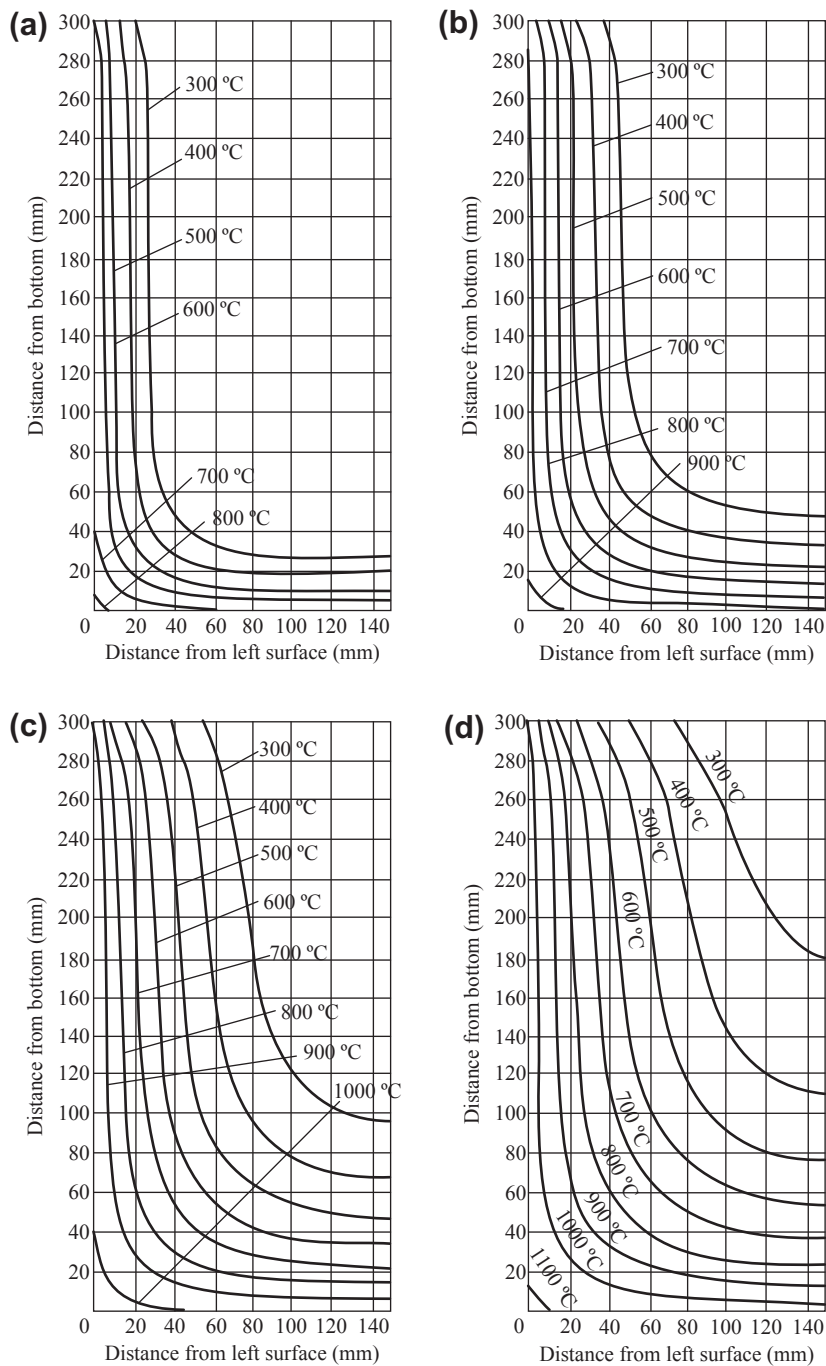 (a)
Distance from bottom (mm)
300
280
260
240
220
200
180
160
140
120
100
80
60
40
20
300 ºC
400 ºC
500 ºC
600 ºC
700 ºC
800 ºC
0 20 40 60 80 100 120 140
Distance from left surface (mm)
(b)
Distance from bottom (mm)
300
280
260
240
220
200
180
160
140
120
100
80
60
40
20
300 ºC
400 ºC
500 ºC
600 ºC
700 ºC
800 ºC
900 ºC
0 20 40 60 80 100 120 140
Distance from left surface (mm)
(c)
Distance from bottom (mm)
300
280
260
240
220
200
180
160
140
120
100
80
60
40
20
300 ºC
400 ºC
500 ºC
600 ºC
700 ºC
800 ºC
900 ºC
1000 ºC
0 20 40 60 80 100 120 140
Distance from left surface (mm)
(d)
Distance from bottom (mm)
300
280
260
240
220
200
180
160
140
120
100
80
60
40
20
300 ºC
400 ºC
500 ºC
600 ºC
700 ºC
800 ºC
900 ºC
1000 ºC
1100 ºC
0 20 40 60 80 100 120 140
Distance from left surface (mm)